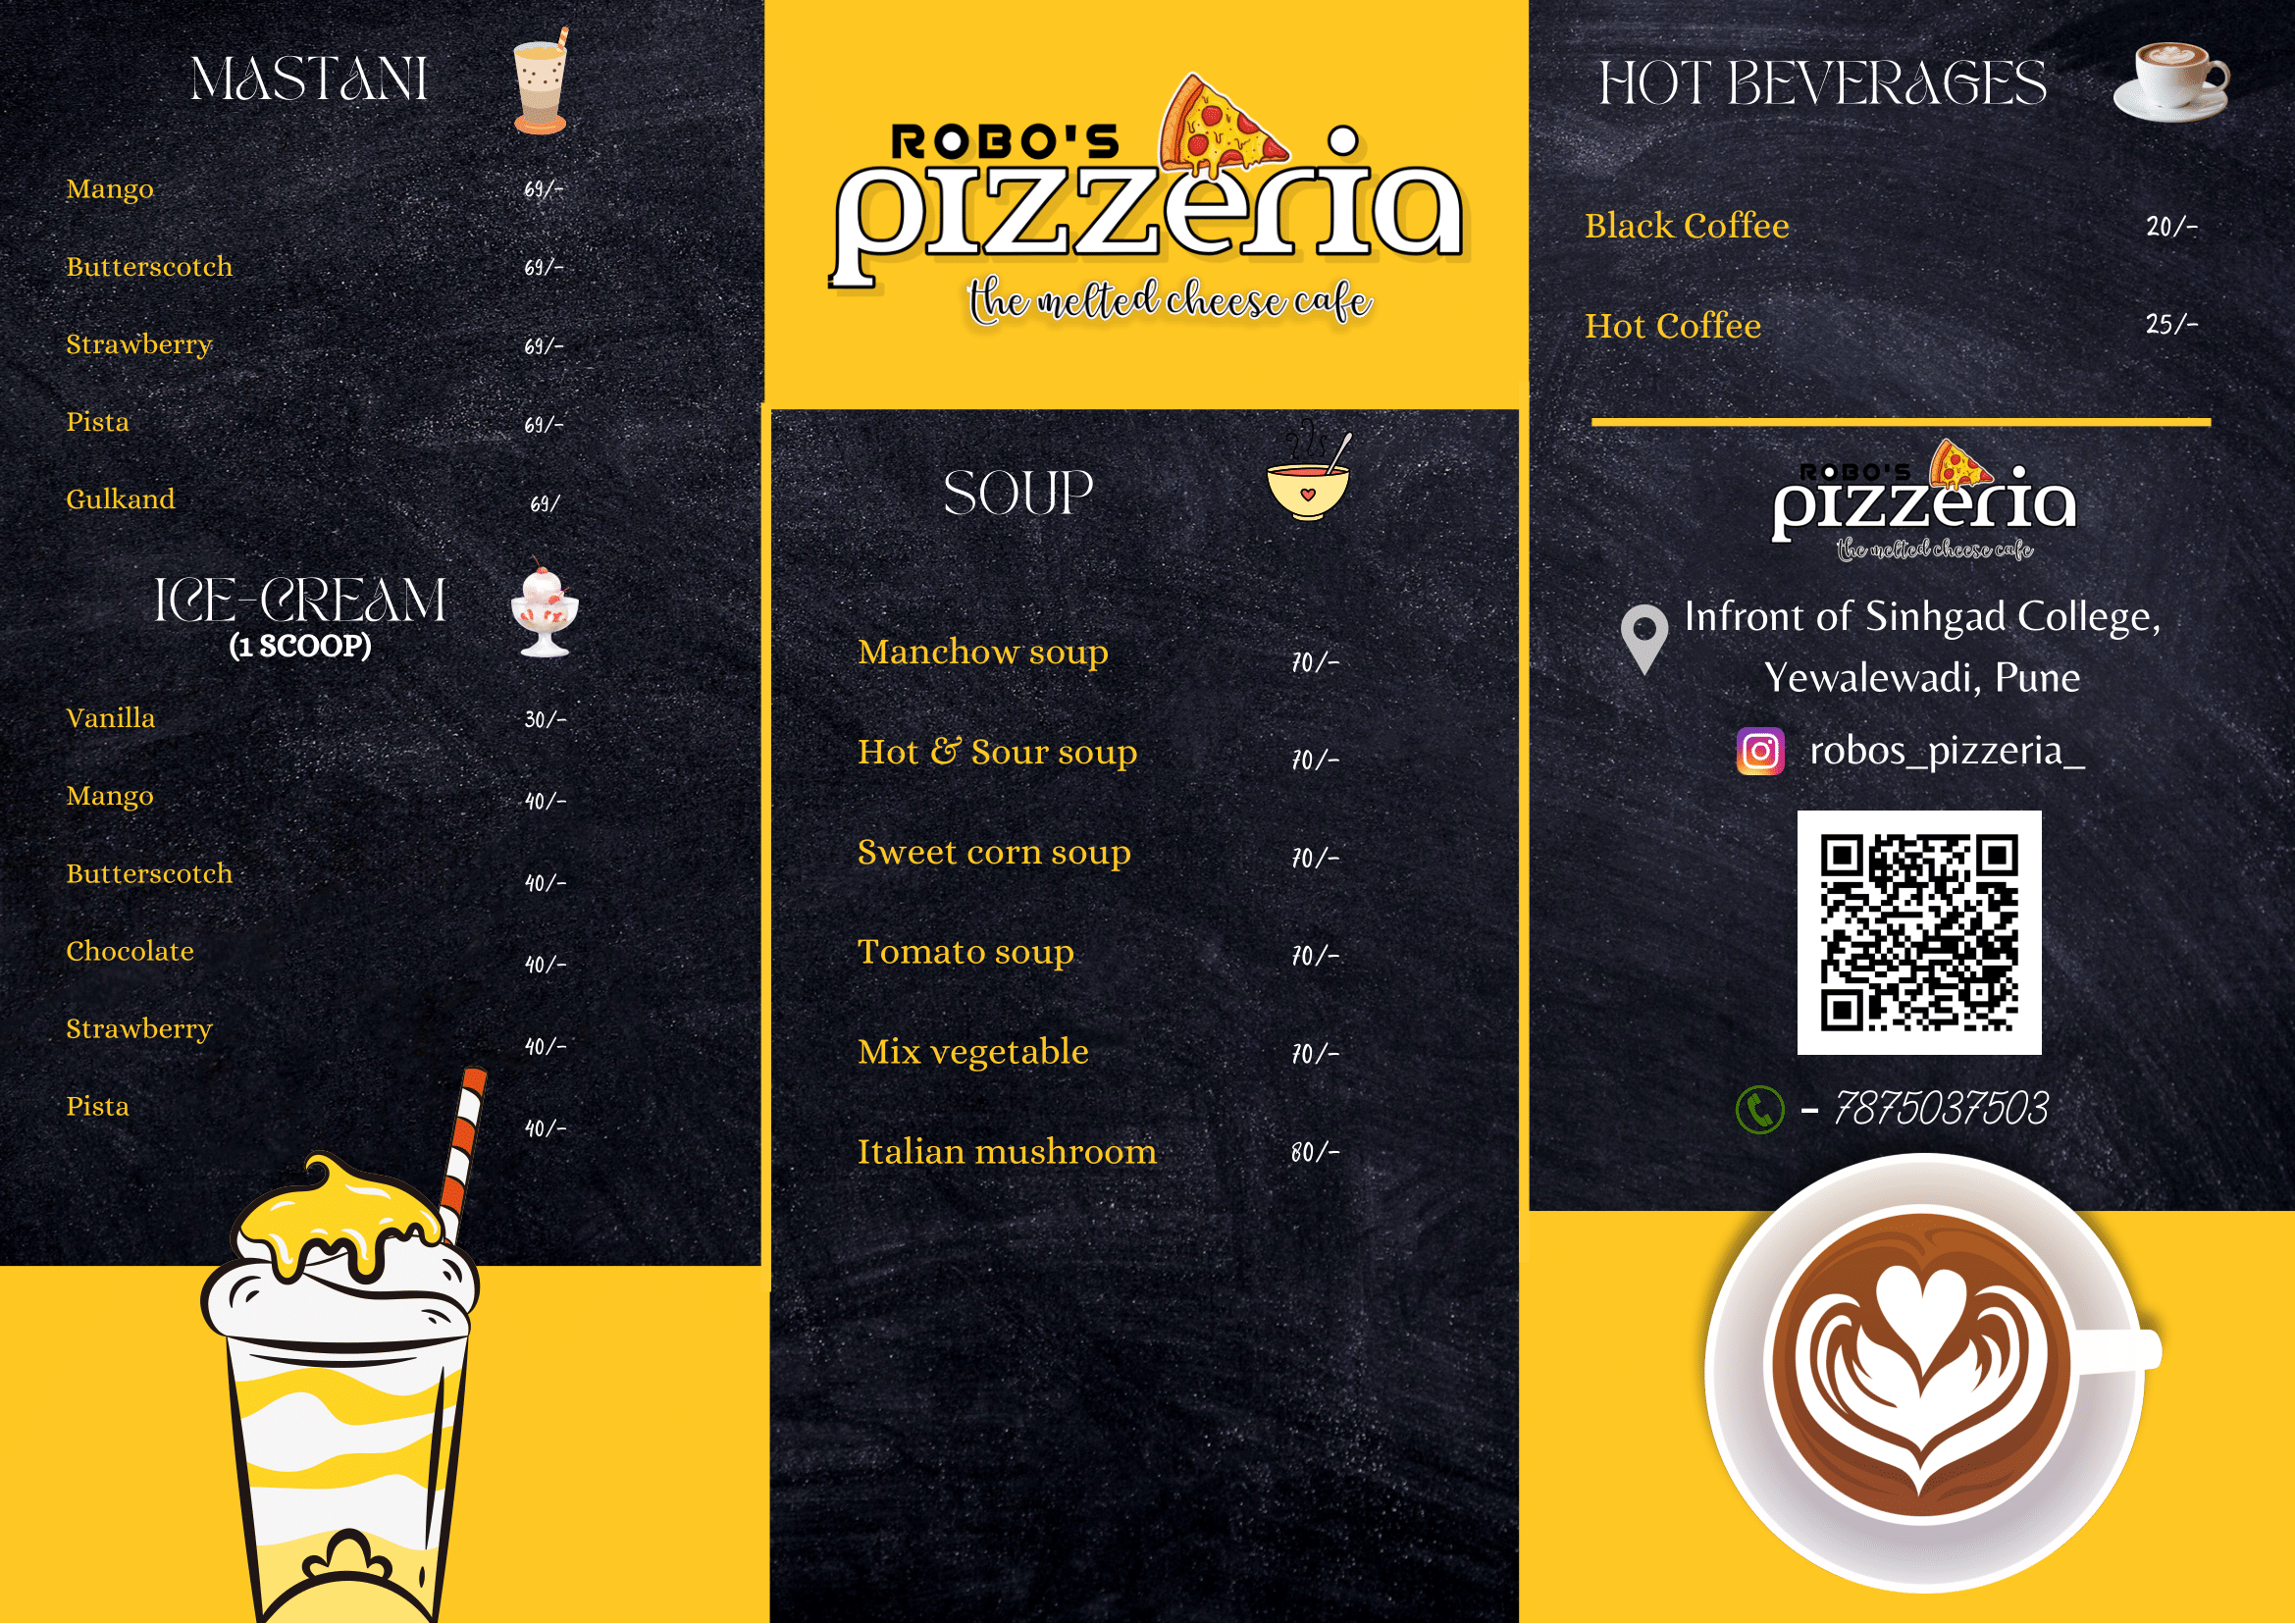 MASTANI
Mango 69/-
Butterscotch 69/-
Strawberry 69/-
Pista 69/-
Gulkand 69/
ICE-CREAM
(1 SCOOP)
Vanilla 30/-
Mango 40/-
Butterscotch 40/-
Chocolate 40/-
Strawberry 40/-
Pista 40/-
ROBO'S
pizzeria
the melted cheese cafe
SOUP
Manchow soup 70/-
Hot & Sour soup 70/-
Sweet corn soup 70/-
Tomato soup 70/-
Mix vegetable 70/-
Italian mushroom 80/-
HOT BEVERAGES
Black Coffee 20/-
Hot Coffee 25/-
ROBO'S
pizzeria
the melted cheese cafe
Infront of Sinhgad College,
Yewalewadi, Pune
robos_pizzeria_
- 7875037503